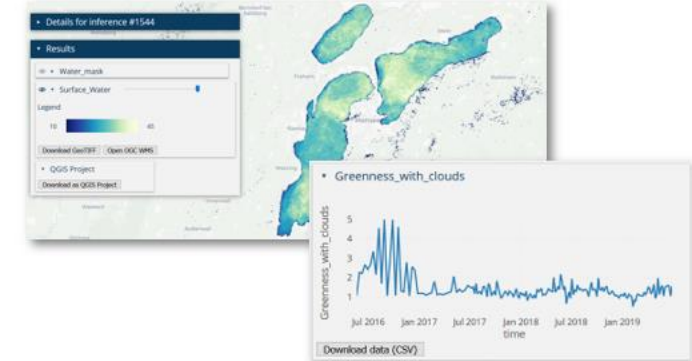 Details for inference #1544
Results
Water_mask
Surface_Water
Legend
10 40
Download GeoTIFF Open OGC WMS
QGIS Project
Download as QGIS Project
Greenness_with_clouds
Greenness_with_clouds
5
4
3
2
1
Jul 2016 Jan 2017 Jul 2017 Jan 2018 Jul 2018 Jan 2019
time
Download data (CSV)